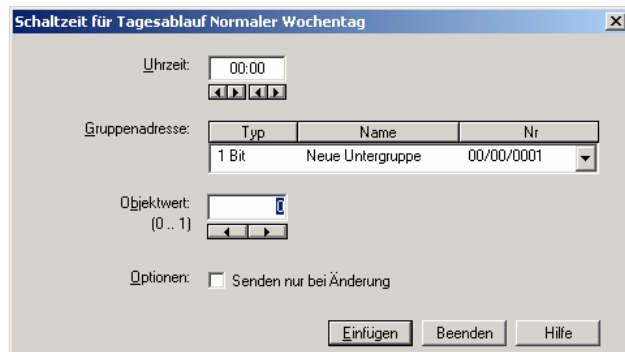 Schaltzeit für Tagesablauf Normaler Wochentag
Uhrzeit: 00:00
Gruppenadresse: Typ Name Nr
1 Bit Neue Untergruppe 00/00/0001
Objektwert: 0
(0 .. 1)
Optionen: Senden nur bei Änderung
Einfügen Beenden Hilfe